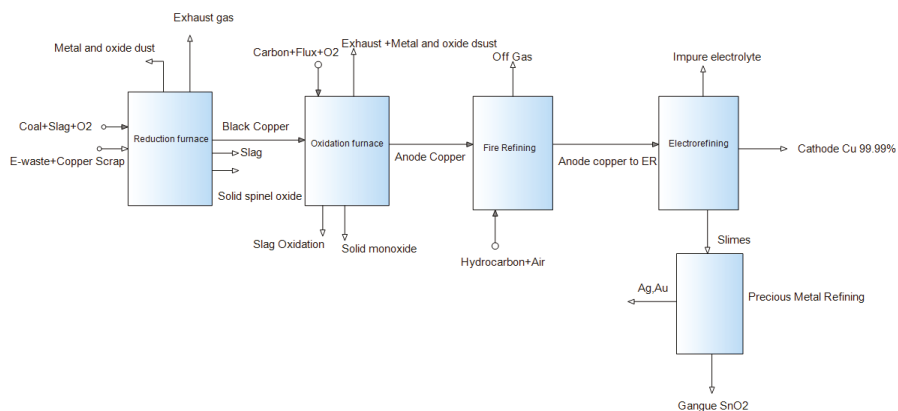 Exhaust gas
Metal and oxide dust
Carbon+Flux+O2
Exhaust +Metal and oxide dsust
Off Gas
Impure electrolyte
Coal+Slag+O2
E-waste+Copper Scrap
Reduction furnace
Black Copper
Slag
Solid spinel oxide
Oxidation furnace
Anode Copper
Fire Refining
Anode copper to ER
Electrorefining
Cathode Cu 99.99%
Slag Oxidation
Solid monoxide
Hydrocarbon+Air
Slimes
Ag,Au
Precious Metal Refining
Gangue SnO2